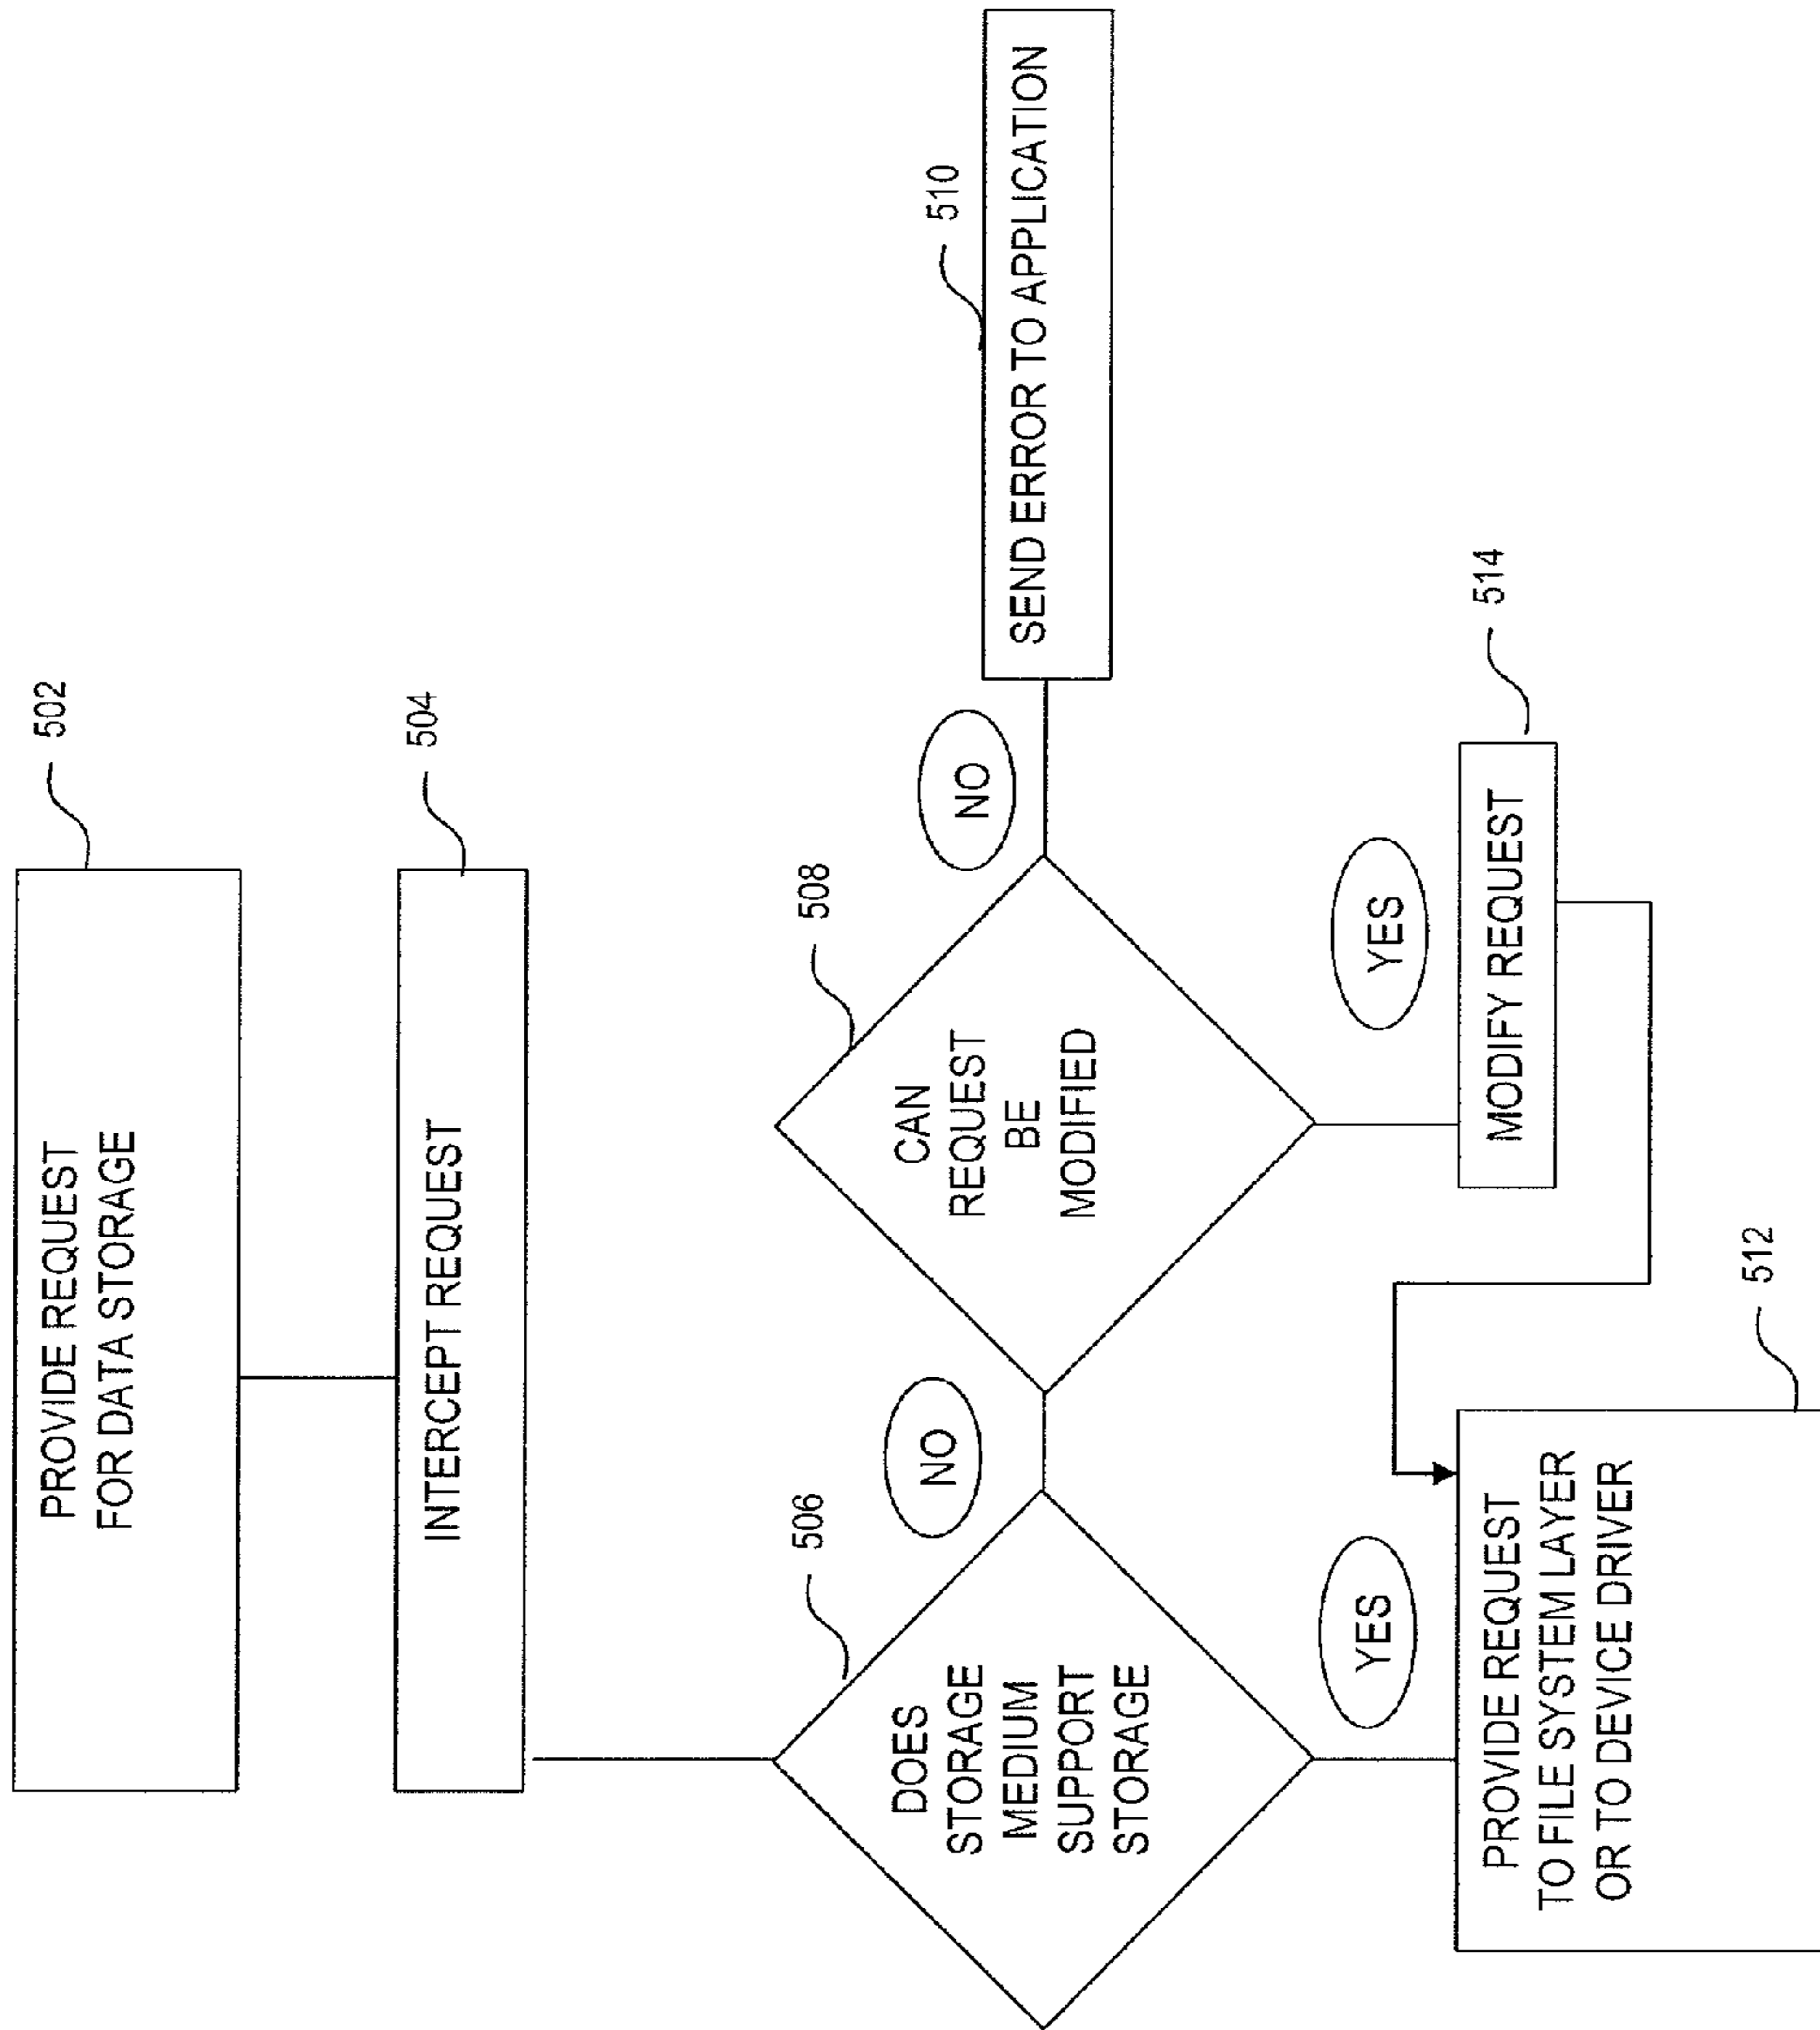 PROVIDE REQUEST
FOR DATA STORAGE
502
INTERCEPT REQUEST
504
DOES
STORAGE
MEDIUM
SUPPORT
STORAGE
506
NO
CAN
REQUEST
BE
MODIFIED
508
NO
SEND ERROR TO APPLICATION
510
YES
PROVIDE REQUEST
TO FILE SYSTEM LAYER
OR TO DEVICE DRIVER
512
YES
MODIFY REQUEST
514